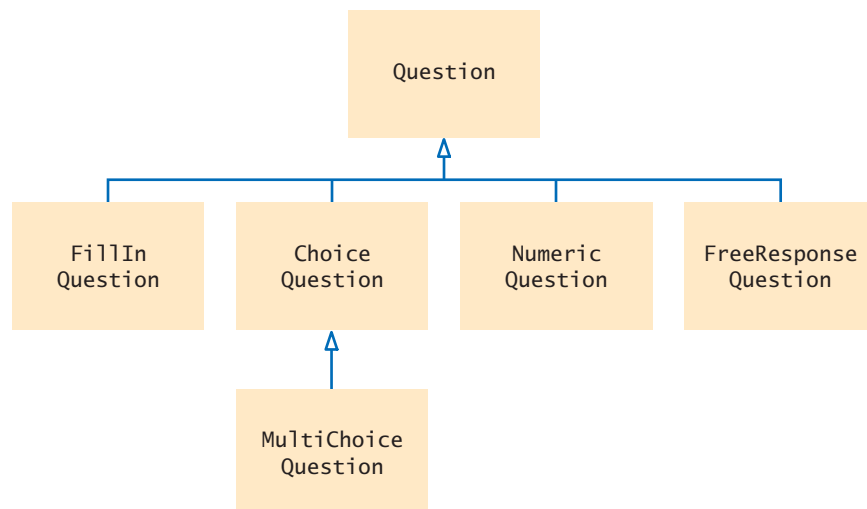 Question
FillIn
Question
Choice
Question
Numeric
Question
FreeResponse
Question
MultiChoice
Question